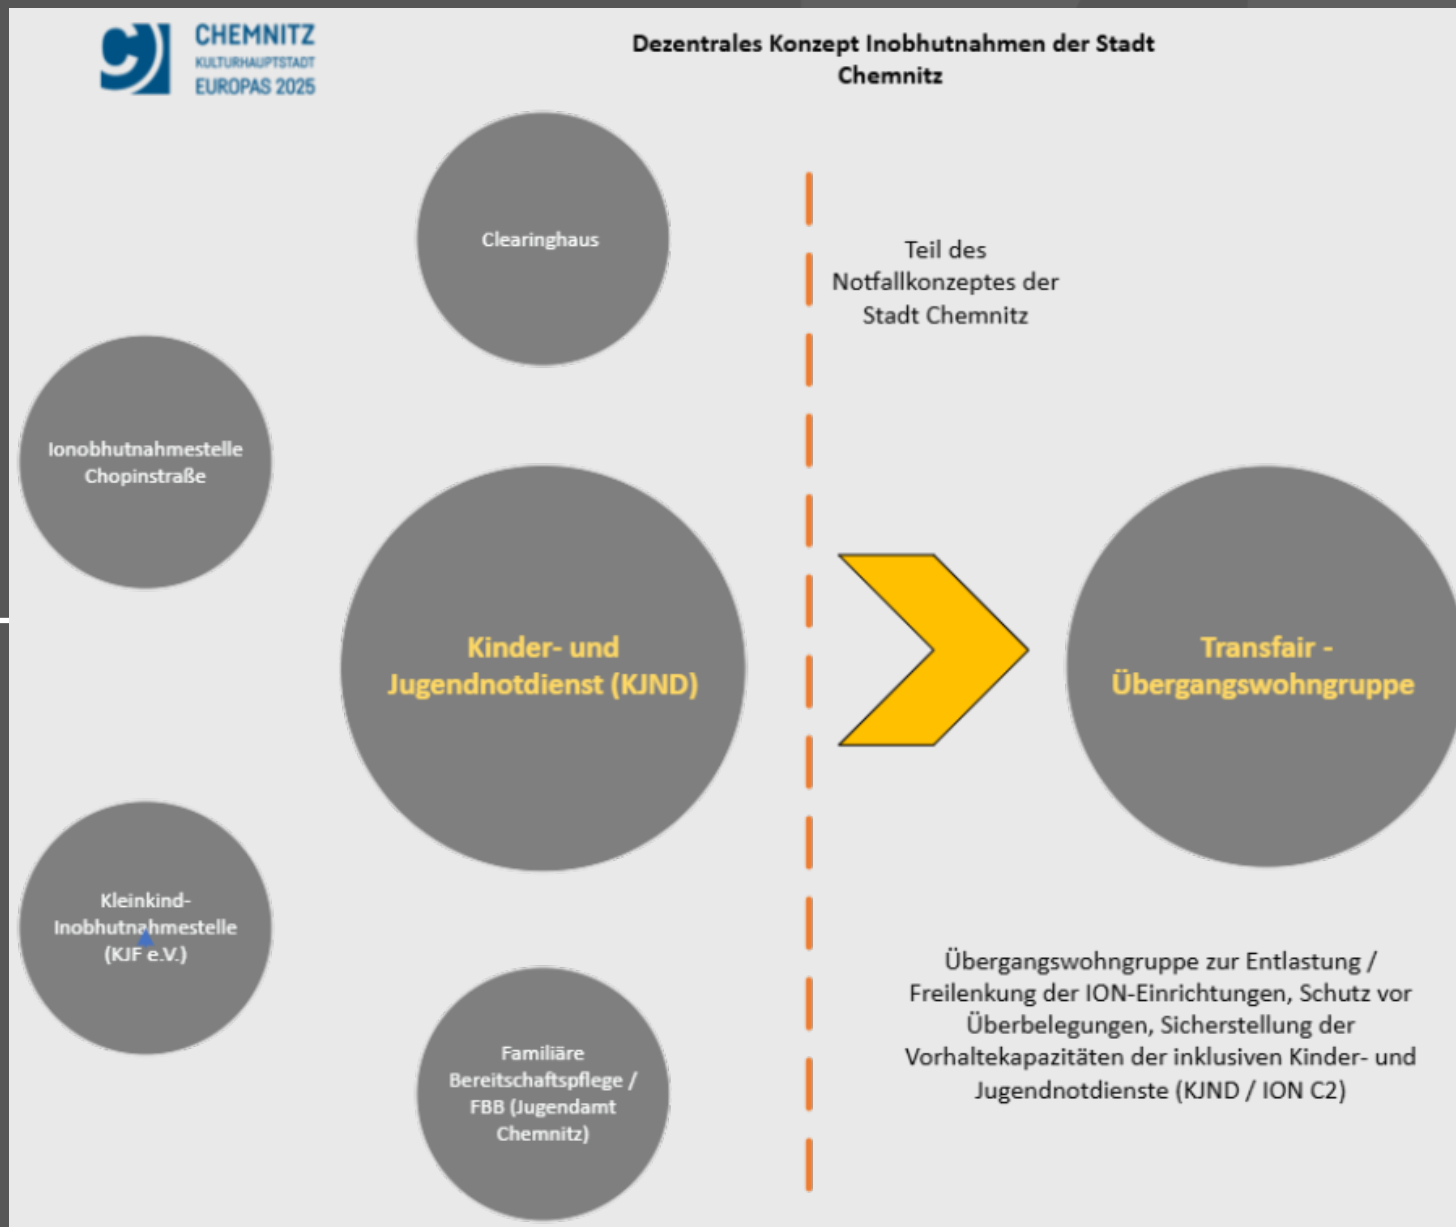 CHEMNITZ
KULTURHAUPTSTADT
EUROPAS 2025
Dezentrales Konzept Inobhutnahmen der Stadt
Chemnitz
Clearinghaus
Teil des
Notfallkonzeptes der
Stadt Chemnitz
Ionobhutnahmestelle
Chopinstraße
Kinder- und
Jugendnotdienst (KJND)
Transfair -
Übergangswohngruppe
Kleinkind-
Inobhutnahmestelle
(KJF e.V.)
Familiäre
Bereitschaftspflege /
FBB (Jugendamt
Chemnitz)
Übergangswohngruppe zur Entlastung /
Freilenkung der ION-Einrichtungen, Schutz vor
Überbelegungen, Sicherstellung der
Vorhaltekapazitäten der inklusiven Kinder- und
Jugendnotdienste (KJND / ION C2)